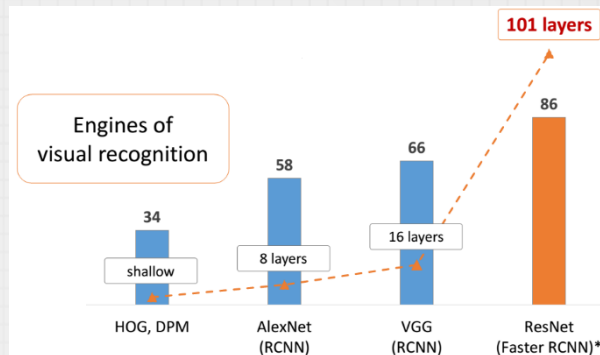 101 layers
86
Engines of
visual recognition
66
58
34
16 layers
8 layers
shallow
HOG, DPM
AlexNet
(RCNN)
VGG
(RCNN)
ResNet
(Faster RCNN)*